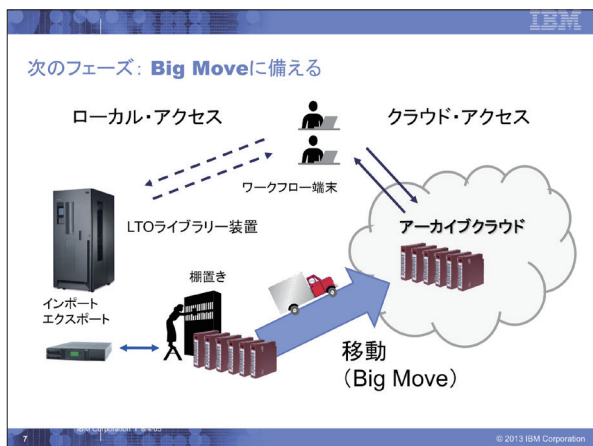 IBM
次のフェーズ: Big Moveに備える
ローカル・アクセス
クラウド・アクセス
ワークフロー端末
LTOライブラリー装置
アーカイブクラウド
棚置き
インポート
エクスポート
移動
(Big Move)
7
© 2013 IBM Corporation